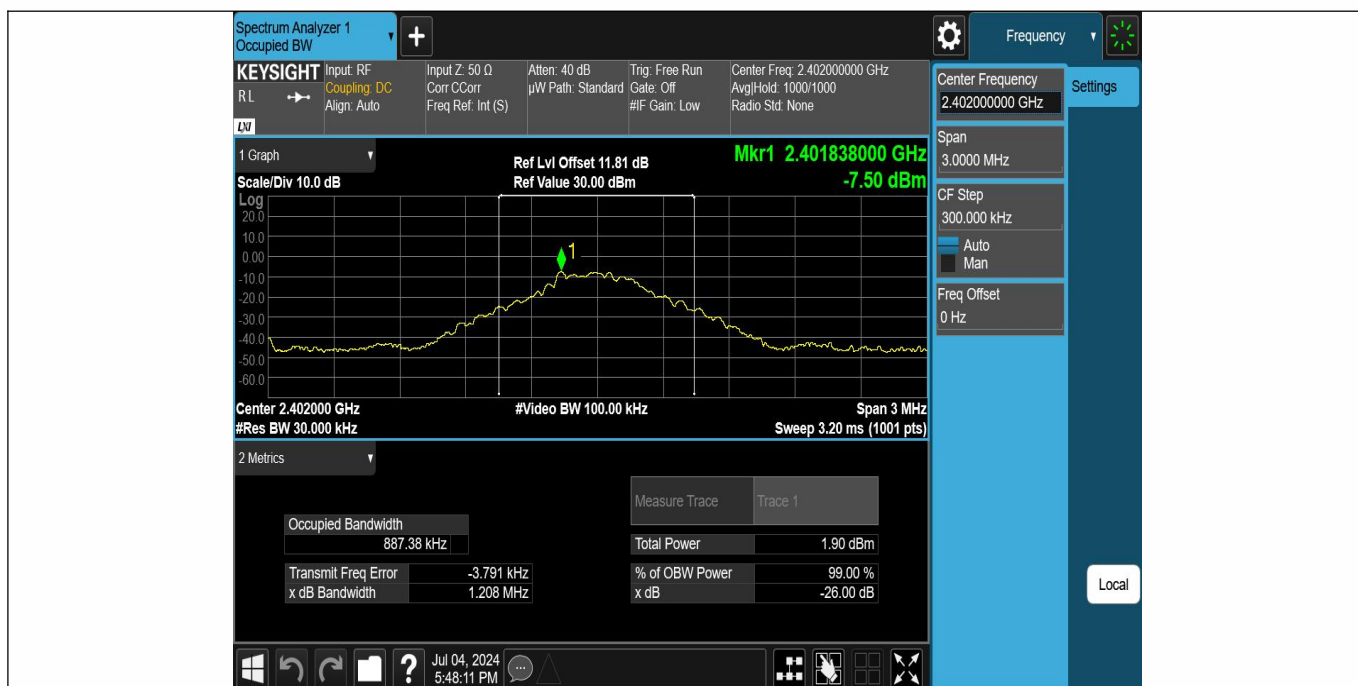 Spectrum Analyzer 1
Occupied BW
+
Frequency
KEYSIGHT
RL
LXI
Input: RF
Coupling: DC
Align: Auto
Input Z: 50 Ω
Corr CCorr
Freq Ref: Int (S)
Atten: 40 dB
µW Path: Standard
Trig: Free Run
Gate: Off
#IF Gain: Low
Center Freq: 2.402000000 GHz
Avg|Hold: 1000/1000
Radio Std: None
Center Frequency
2.402000000 GHz
Settings
Span
3.0000 MHz
CF Step
300.000 kHz
Auto
Man
Freq Offset
0 Hz
Local
1 Graph
Scale/Div 10.0 dB
Ref Lvl Offset 11.81 dB
Ref Value 30.00 dBm
Mkr1 2.401838000 GHz
-7.50 dBm
Log
20.0
10.0
0.00
-10.0
-20.0
-30.0
-40.0
-50.0
-60.0
1
Center 2.402000 GHz
#Video BW 100.00 kHz
Span 3 MHz
#Res BW 30.000 kHz
Sweep 3.20 ms (1001 pts)
2 Metrics
Measure Trace
Trace 1
Occupied Bandwidth
887.38 kHz
Total Power
1.90 dBm
Transmit Freq Error
-3.791 kHz
% of OBW Power
99.00 %
x dB Bandwidth
1.208 MHz
x dB
-26.00 dB
?
Jul 04, 2024
5:48:11 PM